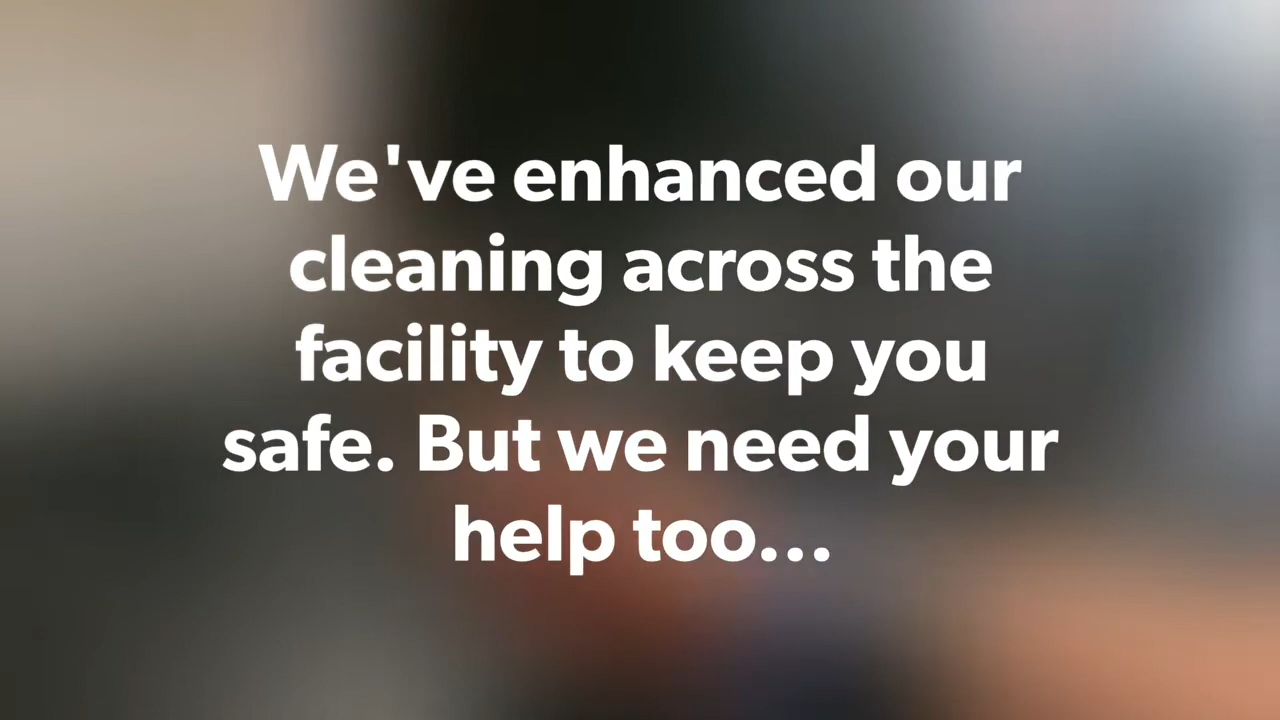 We've enhanced our
cleaning across the
facility to keep you
safe. But we need your
help too...